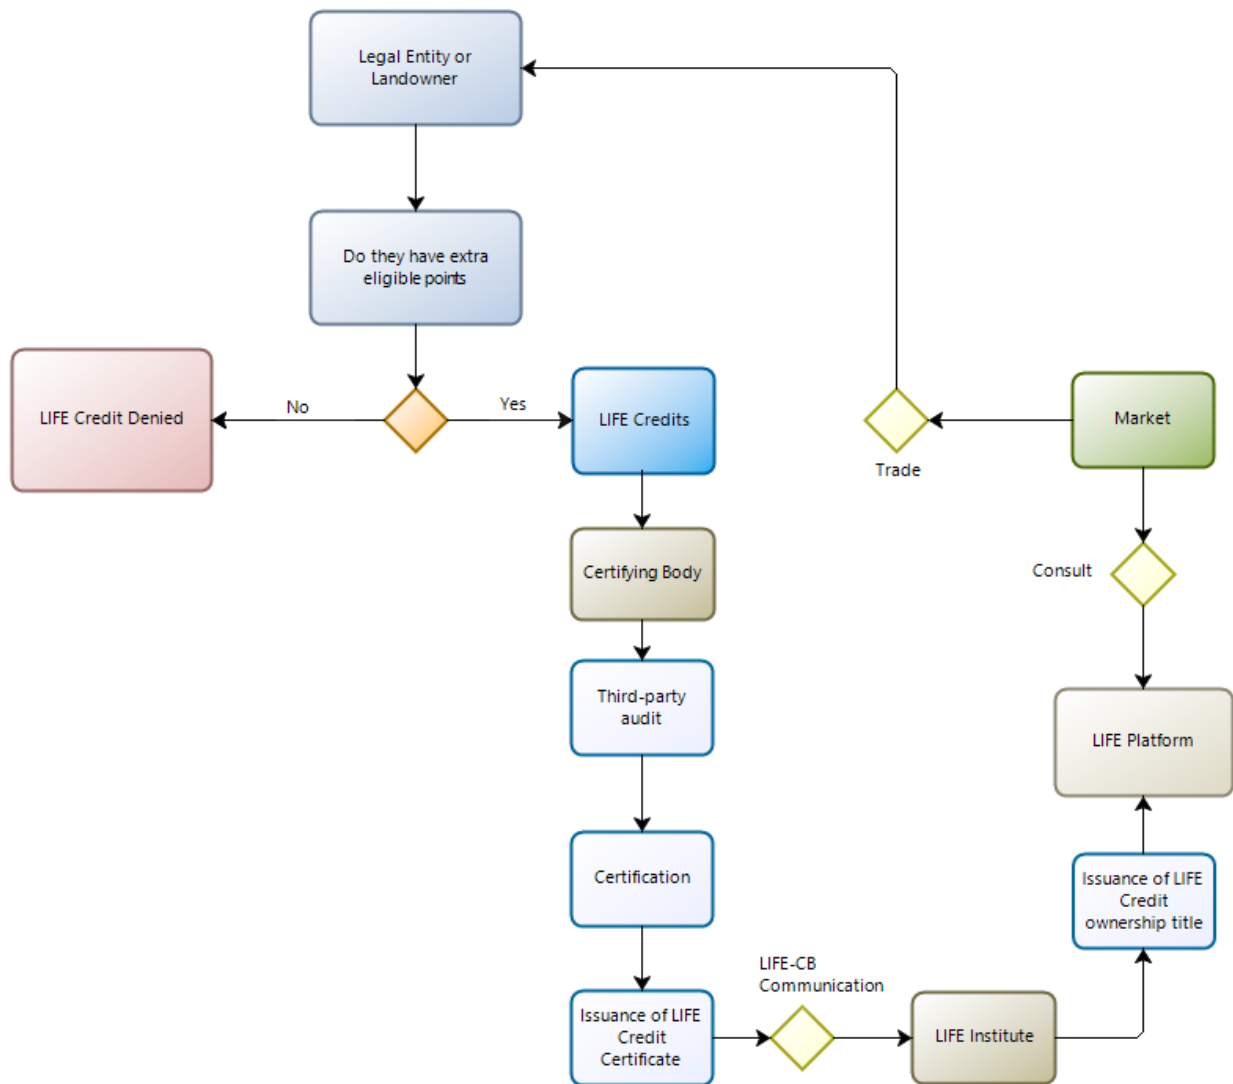 Legal Entity or
Landowner
Do they have extra
eligible points
LIFE Credit Denied
No
Yes
LIFE Credits
Market
Trade
Certifying Body
Consult
Third-party
audit
LIFE Platform
Certification
Issuance of LIFE
Credit
ownership title
LIFE-CB
Communication
Issuance of LIFE
Credit
Certificate
LIFE Institute